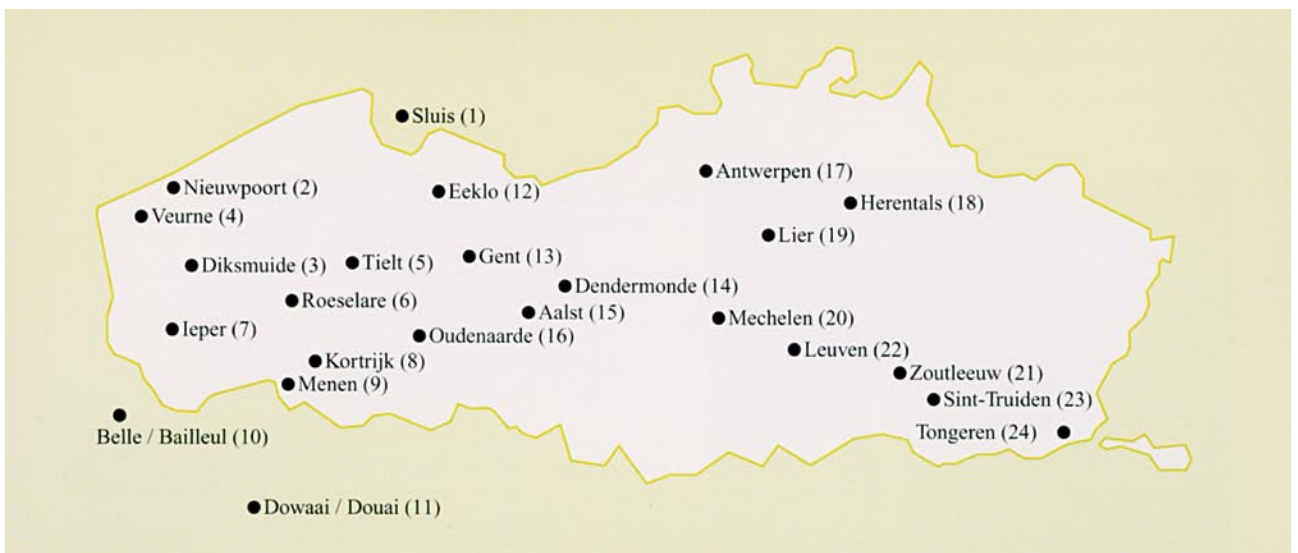 Sluis (1)
Nieuwpoort (2)
Veurne (4)
Eeklo (12)
Antwerpen (17)
Herentals (18)
Lier (19)
Diksmuide (3)
Tielt (5)
Gent (13)
Dendermonde (14)
Roeselare (6)
Aalst (15)
Mechelen (20)
Ieper (7)
Oudenaarde (16)
Leuven (22)
Kortrijk (8)
Menen (9)
Zoutleeuw (21)
Sint-Truiden (23)
Belle / Bailleul (10)
Tongeren (24)
Dowaai / Douai (11)